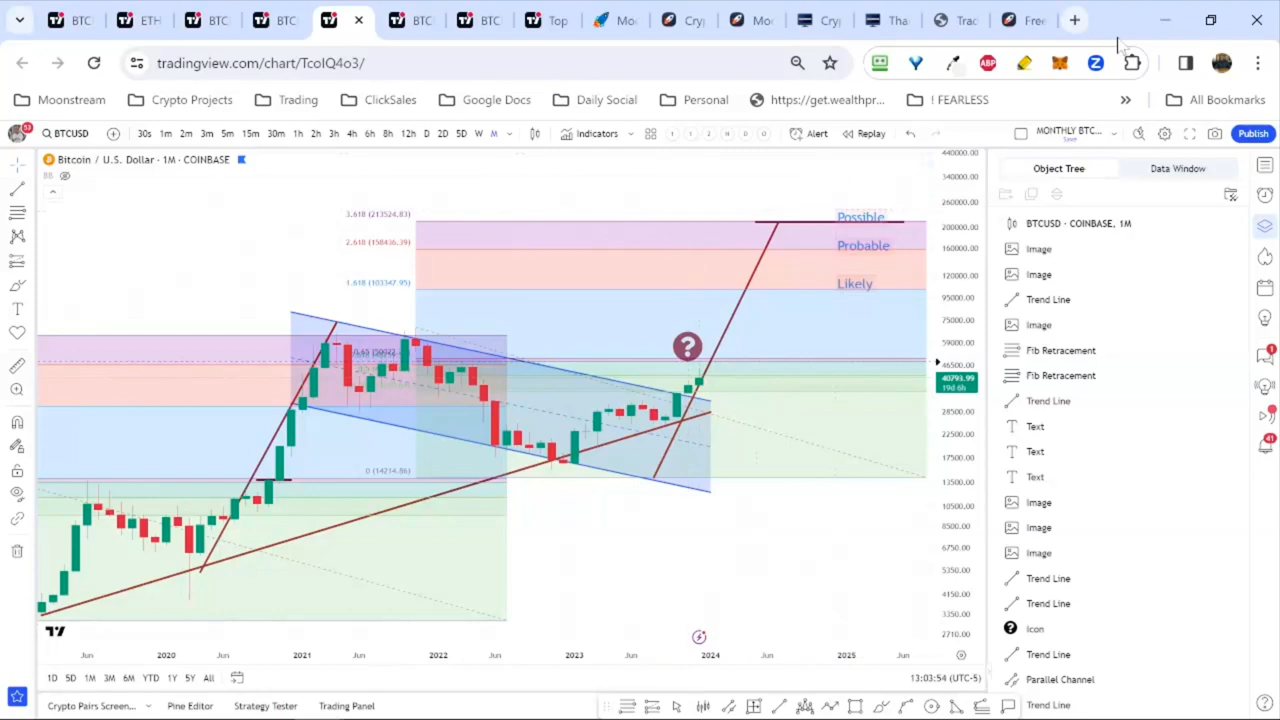 BTC
ETH
BTC
BTC
BTC
BTC
Top
Mo
Cry
Mo
Cry
Tha
Trac
Free
tradingview.com/chart/TcoIQ4o3/
ABP
Z
Moonstream
Crypto Projects
Trading
ClickSales
Google Docs
Daily Social
Personal
https://get.wealthpr...
! FEARLESS
»
All Bookmarks
53
BTCUSD
30s 1m 2m 3m 5m 15m 30m 1h 2h 3h 4h 6h 8h 12h D 2D 5D W M
Indicators
Alert
Replay
MONTHLY BTC...
Save
Publish
Bitcoin / U.S. Dollar · 1M · COINBASE
440000.00
340000.00
260000.00
200000.00
160000.00
120000.00
95000.00
75000.00
59000.00
46500.00
40793.99
19d 6h
28500.00
22500.00
17500.00
13500.00
10500.00
8500.00
6750.00
5350.00
4150.00
3350.00
2710.00
3.618 (213524.83)
2.618 (158436.39)
1.618 (103347.95)
0 (14214.86)
Possible
Probable
Likely
?
Jun 2020 Jun 2021 Jun 2022 Jun 2023 Jun 2024 Jun 2025 Jun
1D 5D 1M 3M 6M YTD 1Y 5Y All
13:03:54 (UTC-5)
Crypto Pairs Screen...
Pine Editor
Strategy Tester
Trading Panel
Object Tree
Data Window
BTCUSD · COINBASE, 1M
Image
Image
Trend Line
Image
Fib Retracement
Fib Retracement
Trend Line
Text
Text
Text
Image
Image
Image
Trend Line
Trend Line
Icon
Trend Line
Parallel Channel
Trend Line
1
41